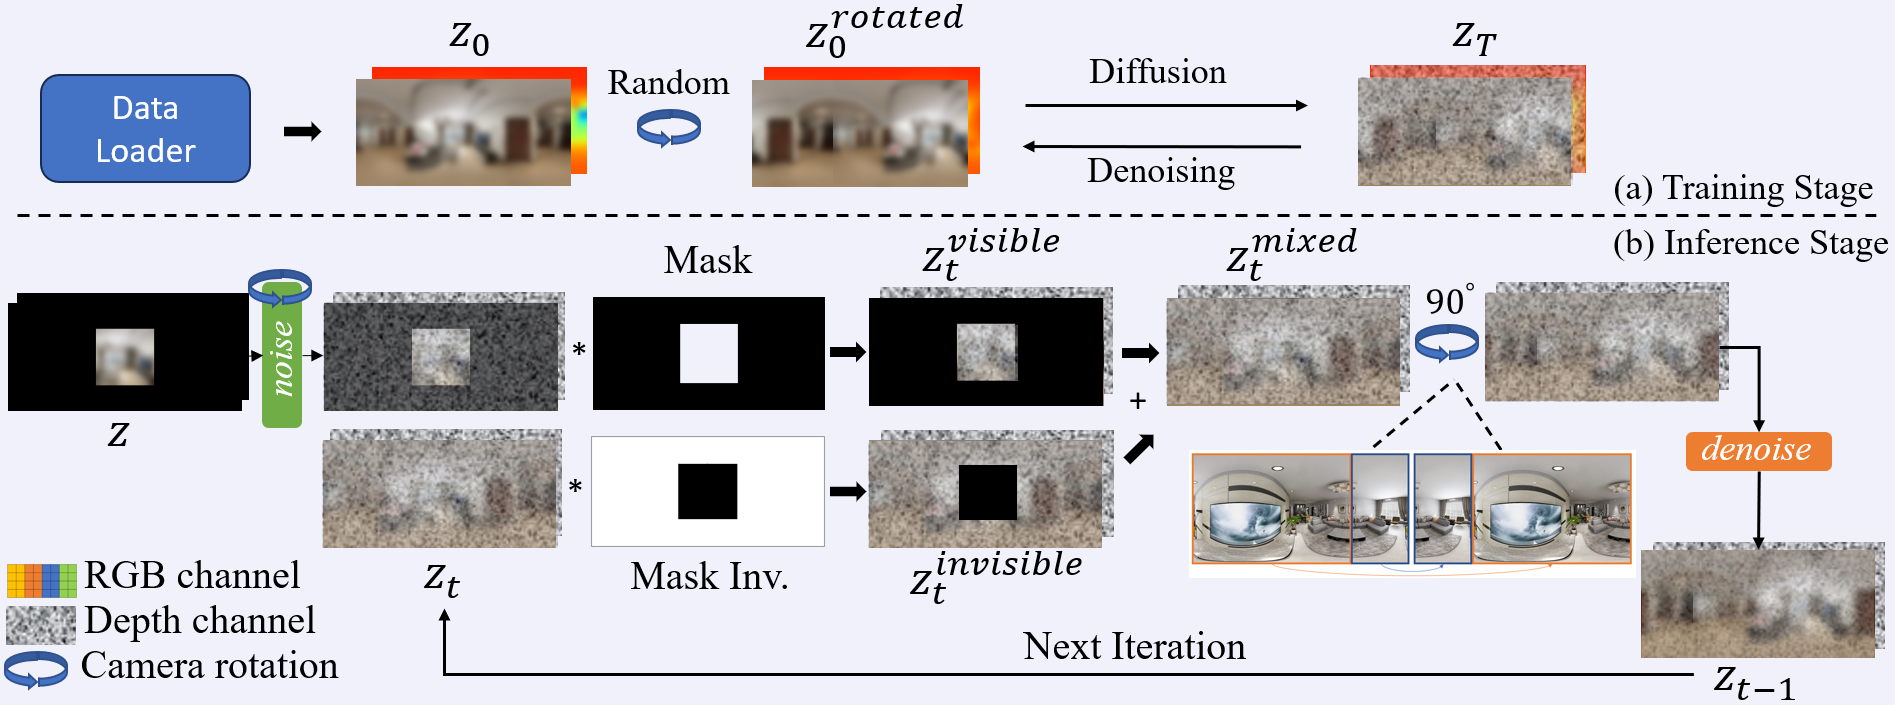 Data
Loader
z_0
Random
z_0^{rotated}
Diffusion
Denoising
z_T
(a) Training Stage
(b) Inference Stage
z
noise
z_t
*
*
Mask
Mask Inv.
z_t^{visible}
z_t^{invisible}
+
z_t^{mixed}
90°
denoise
z_{t-1}
Next Iteration
RGB channel
Depth channel
Camera rotation